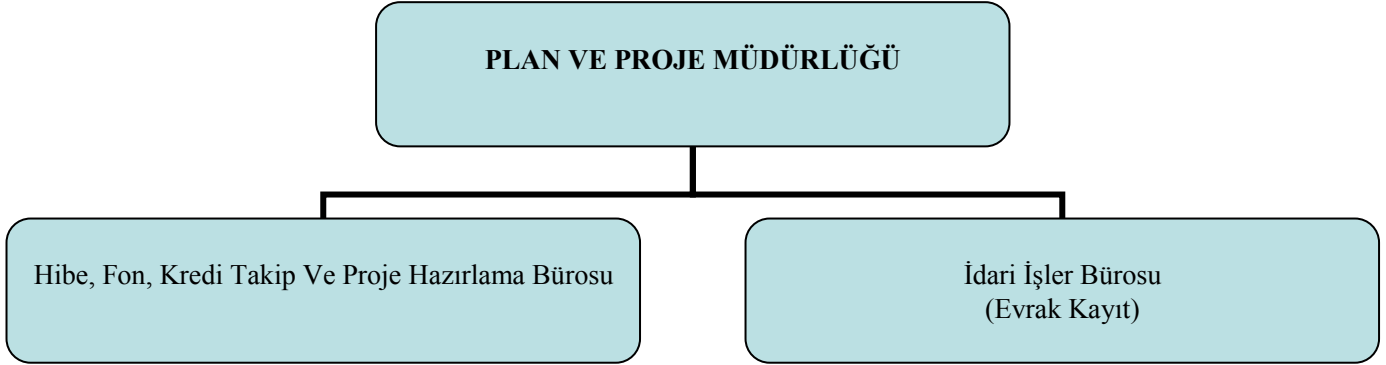 PLAN VE PROJE MÜDÜRLÜĞÜ
Hibe, Fon, Kredi Takip Ve Proje Hazırlama Bürosu
İdari İşler Bürosu
(Evrak Kayıt)